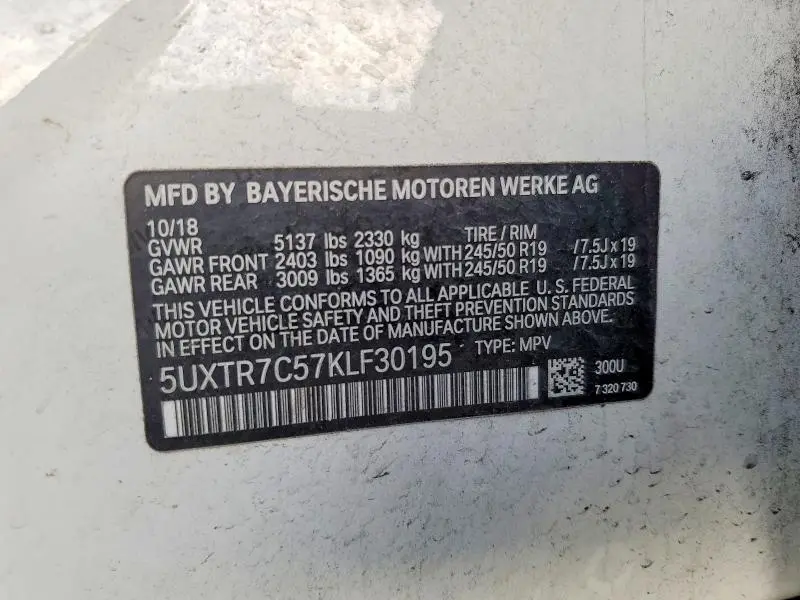 MFD BY BAYERISCHE MOTOREN WERKE AG
10/18 TIRE / RIM
GVWR 5137 lbs 2330 kg
GAWR FRONT 2403 lbs 1090 kg WITH 245/50 R19 /7.5J x 19
GAWR REAR 3009 lbs 1365 kg WITH 245/50 R19 /7.5J x 19
THIS VEHICLE CONFORMS TO ALL APPLICABLE U.S. FEDERAL
MOTOR VEHICLE SAFETY AND THEFT PREVENTION STANDARDS
IN EFFECT ON THE DATE OF MANUFACTURE SHOWN ABOVE.
5UXTR7C57KLF30195 TYPE: MPV
300U
7 320 730